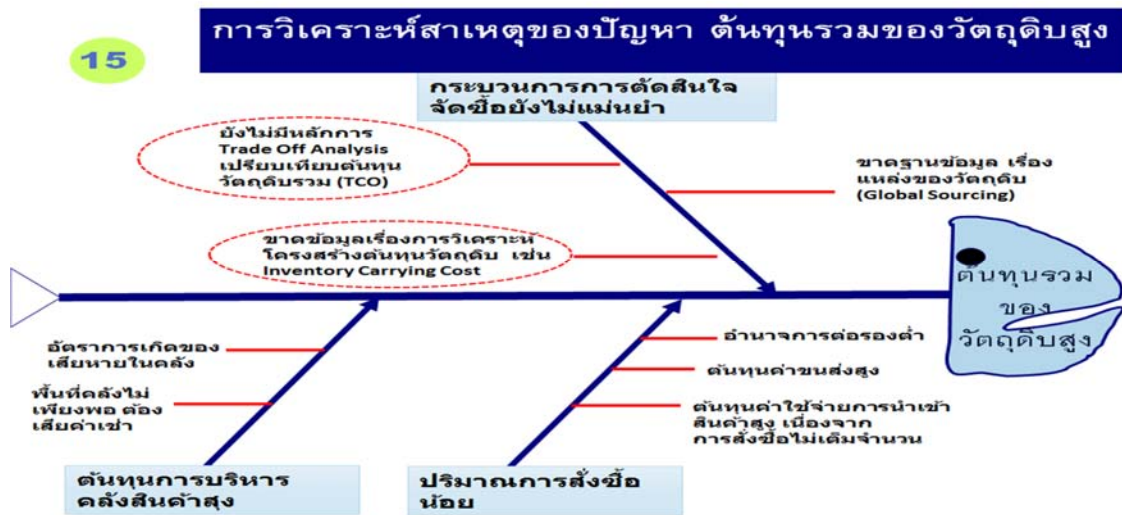 การวิเคราะห์สาเหตุของปัญหา ต้นทุนรวมของวัตถุดิบสูง
15
กระบวนการการตัดสินใจ
จัดซื้อยังไม่แม่นยำ
ยังไม่มีหลักการ
Trade Off Analysis
เปรียบเทียบต้นทุน
วัตถุดิบรวม (TCO)
ขาดฐานข้อมูล เรื่อง
แหล่งของวัตถุดิบ
(Global Sourcing)
ขาดข้อมูลเรื่องการวิเคราะห์
โครงสร้างต้นทุนวัตถุดิบ เช่น
Inventory Carrying Cost
ต้นทุนรวม
ของ
วัตถุดิบสูง
อัตราการเกิดของ
เสียหายในคลัง
พื้นที่คลังไม่
เพียงพอ ต้อง
เสียค่าเช่า
อำนาจการต่อรองต่ำ
ต้นทุนค่าขนส่งสูง
ต้นทุนค่าใช้จ่ายการนำเข้า
สินค้าสูง เนื่องจาก
การสั่งซื้อไม่เต็มจำนวน
ต้นทุนการบริหาร
คลังสินค้าสุง
ปริมาณการสั่งซื้อ
น้อย